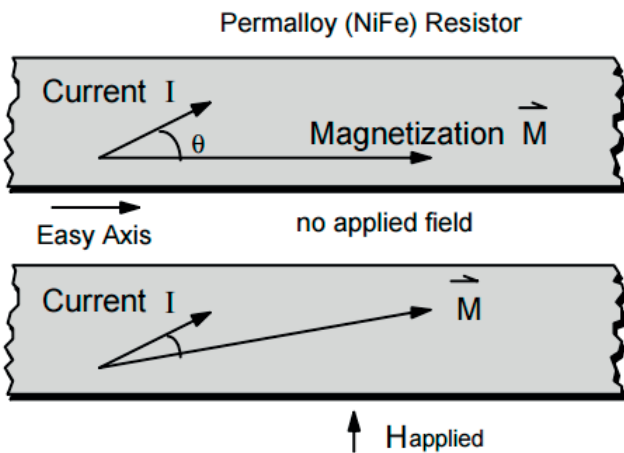 Permalloy (NiFe) Resistor
Current I
θ
Magnetization M
Easy Axis
no applied field
Current I
M
Happlied